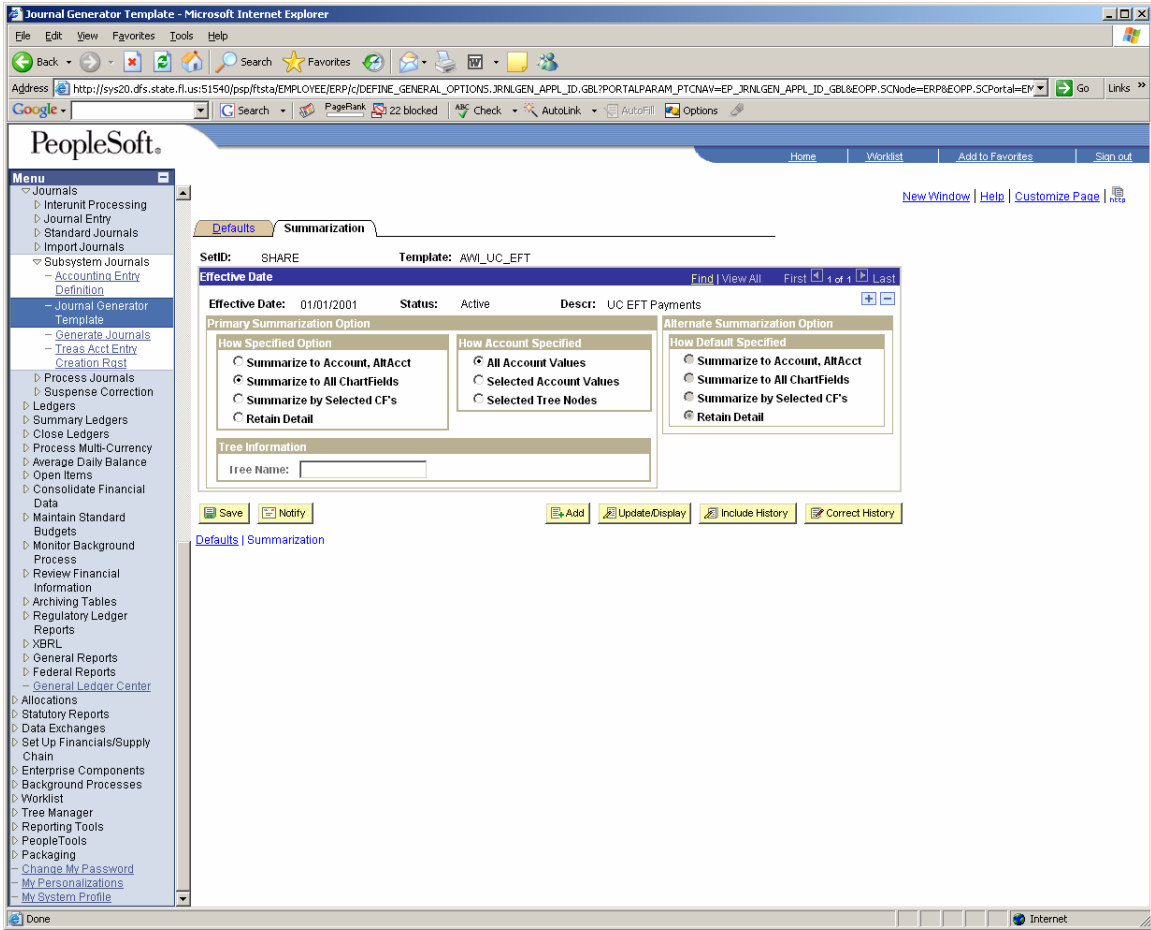 Journal Generator Template - Microsoft Internet Explorer
File Edit View Favorites Tools Help
Back Search Favorites
Address http://sys20.dfs.state.fl.us:51540/psp/ftsta/EMPLOYEE/ERP/c/DEFINE_GENERAL_OPTIONS.JRNLGEN_APPL_ID.GBL?PORTALPARAM_PTCNAV=EP_JRNLGEN_APPL_ID_GBL&EOPP.SCNode=ERP&EOPP.SCPortal=EM Go Links »
Google Search PageRank 22 blocked ABC Check AutoLink AutoFill Options
PeopleSoft.
Home Worklist Add to Favorites Sign out
New Window | Help | Customize Page | http
Menu
Journals
Interunit Processing
Journal Entry
Standard Journals
Import Journals
Subsystem Journals
– Accounting Entry
Definition
– Journal Generator
Template
– Generate Journals
– Treas Acct Entry
Creation Rqst
Process Journals
Suspense Correction
Ledgers
Summary Ledgers
Close Ledgers
Process Multi-Currency
Average Daily Balance
Open Items
Consolidate Financial
Data
Maintain Standard
Budgets
Monitor Background
Process
Review Financial
Information
Archiving Tables
Regulatory Ledger
Reports
XBRL
General Reports
Federal Reports
– General Ledger Center
Allocations
Statutory Reports
Data Exchanges
Set Up Financials/Supply
Chain
Enterprise Components
Background Processes
Worklist
Tree Manager
Reporting Tools
PeopleTools
Packaging
– Change My Password
– My Personalizations
– My System Profile
Defaults Summarization
SetID: SHARE Template: AWI_UC_EFT
Effective Date Find | View All First 1 of 1 Last
Effective Date: 01/01/2001 Status: Active Descr: UC EFT Payments
Primary Summarization Option
How Specified Option
Summarize to Account, AltAcct
Summarize to All ChartFields
Summarize by Selected CF's
Retain Detail
How Account Specified
All Account Values
Selected Account Values
Selected Tree Nodes
Alternate Summarization Option
How Default Specified
Summarize to Account, AltAcct
Summarize to All ChartFields
Summarize by Selected CF's
Retain Detail
Tree Information
Tree Name:
Save Notify Add Update/Display Include History Correct History
Defaults | Summarization
Done Internet